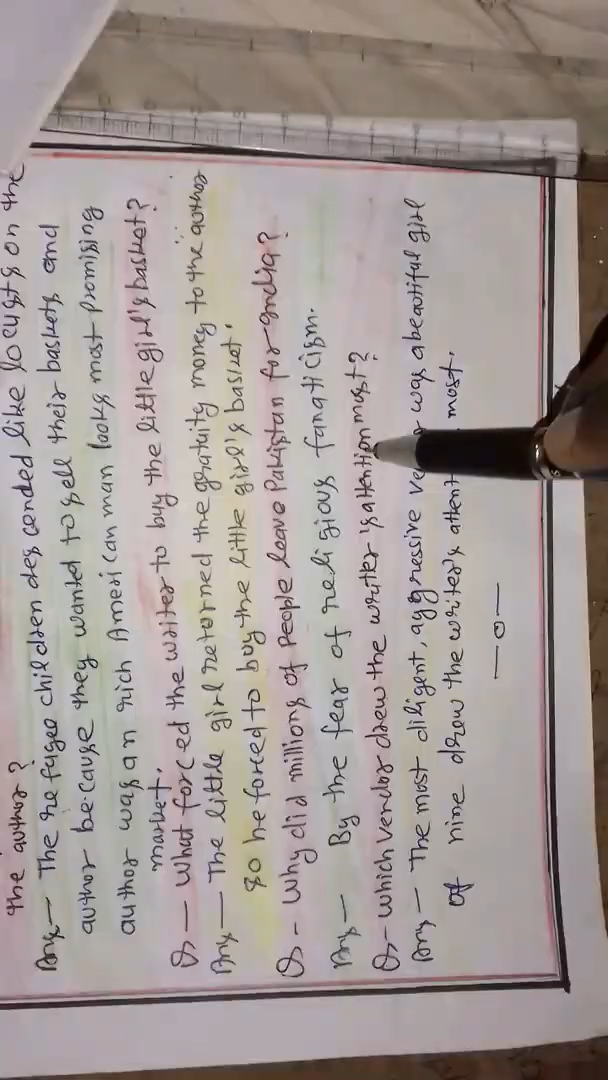 the author?
Ans — The refugee children descended like locusts on the
author because they wanted to sell their baskets and
author was an rich American man looks most promising
market.
Qs — What forced the writer to buy the little girl's basket?
Ans — The little girl returned the gratuity money to the author
so he forced to buy the little girl's basket.
Qs - Why did millions of People leave Pakistan for India?
Ans — By the fear of religious fanaticism.
Qs - which vendor drew the writer's attention most?
Ans — The most diligent, aggressive was a beautiful girl
of nine drew the writer's most.
—o—